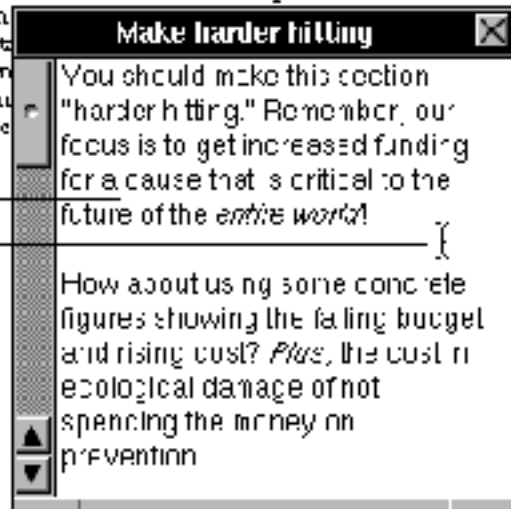 Make harder hitting
You should make this section
"harder hitting." Remember, our
focus is to get increased funding
for a cause that is critical to the
future of the entire world!
How about using some concrete
figures showing the falling budget
and rising cost? Plus, the cost in
ecological damage of not
spending the money on
prevention